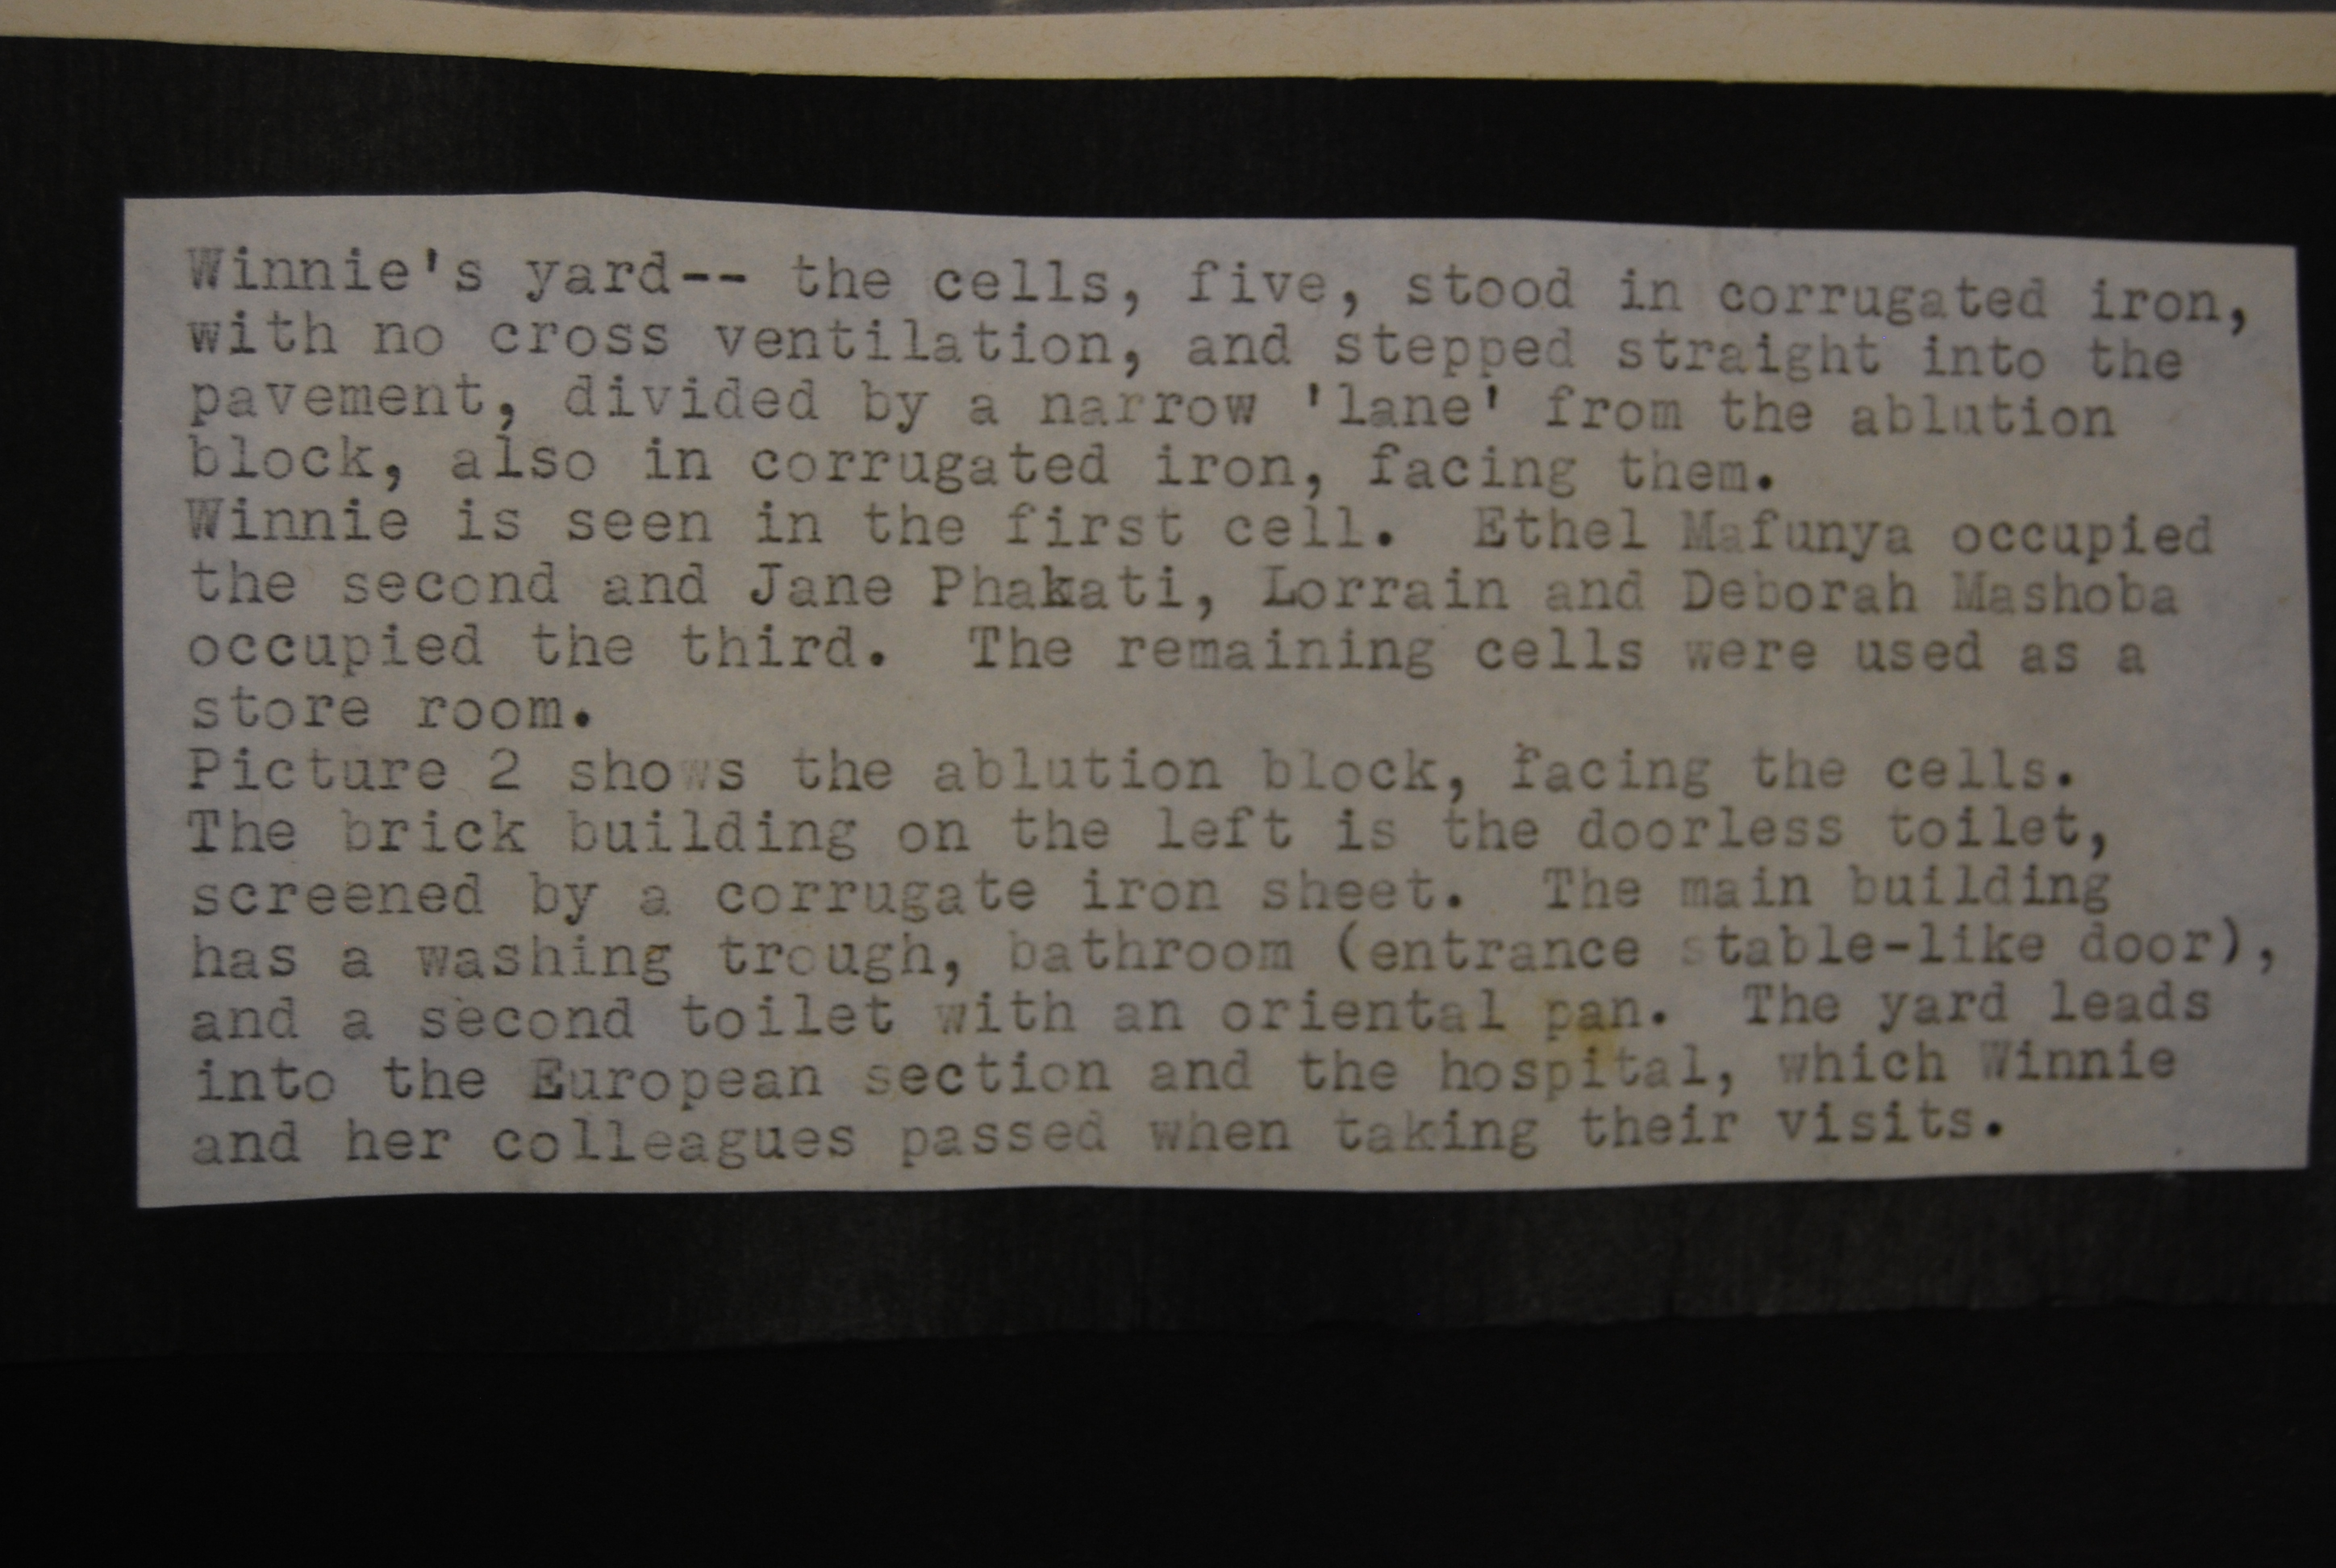 Winnie's yard-- the cells, five, stood in corrugated iron,
with no cross ventilation, and stepped straight into the
pavement, divided by a narrow 'lane' from the ablution
block, also in corrugated iron, facing them.
Winnie is seen in the first cell. Ethel Mafunya occupied
the second and Jane Phakati, Lorrain and Deborah Mashoba
occupied the third. The remaining cells were used as a
store room.
Picture 2 shows the ablution block, facing the cells.
The brick building on the left is the doorless toilet,
screened by a corrugate iron sheet. The main building
has a washing trough, bathroom (entrance stable-like door),
and a second toilet with an oriental pan. The yard leads
into the European section and the hospital, which Winnie
and her colleagues passed when taking their visits.